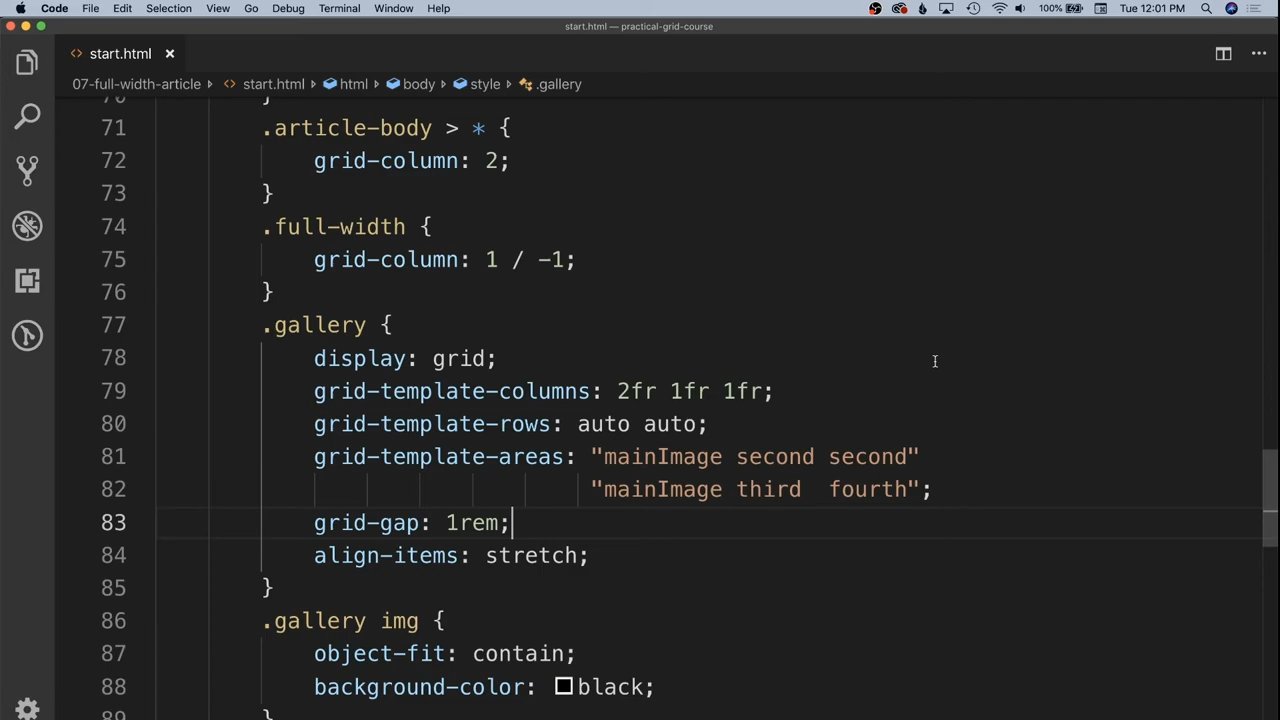 Code File Edit Selection View Go Debug Terminal Window Help 100% Tue 12:01 PM
start.html — practical-grid-course
start.html
07-full-width-article start.html html body style .gallery
70 }
71 .article-body > * {
72 grid-column: 2;
73 }
74 .full-width {
75 grid-column: 1 / -1;
76 }
77 .gallery {
78 display: grid;
79 grid-template-columns: 2fr 1fr 1fr;
80 grid-template-rows: auto auto;
81 grid-template-areas: "mainImage second second"
82 "mainImage third  fourth";
83 grid-gap: 1rem;
84 align-items: stretch;
85 }
86 .gallery img {
87 object-fit: contain;
88 background-color: black;
89 }